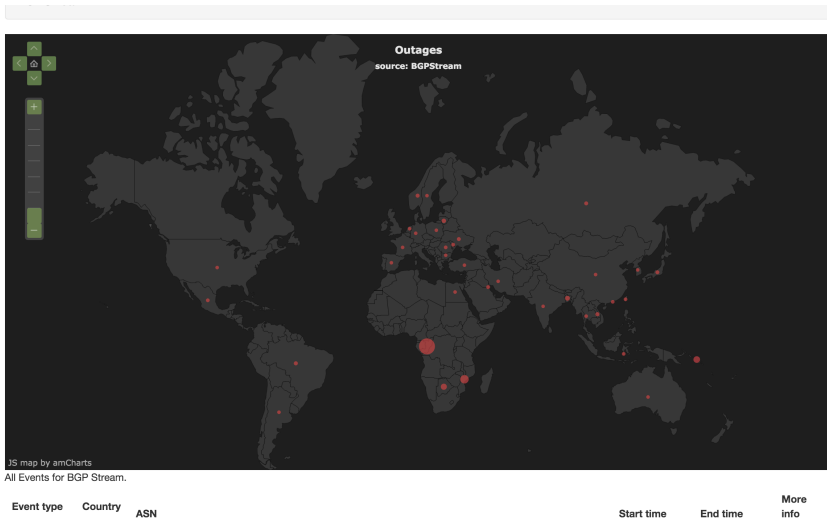 Outages
source: BGPStream
+
−
JS map by amCharts
All Events for BGP Stream.
Event type Country ASN Start time End time More info